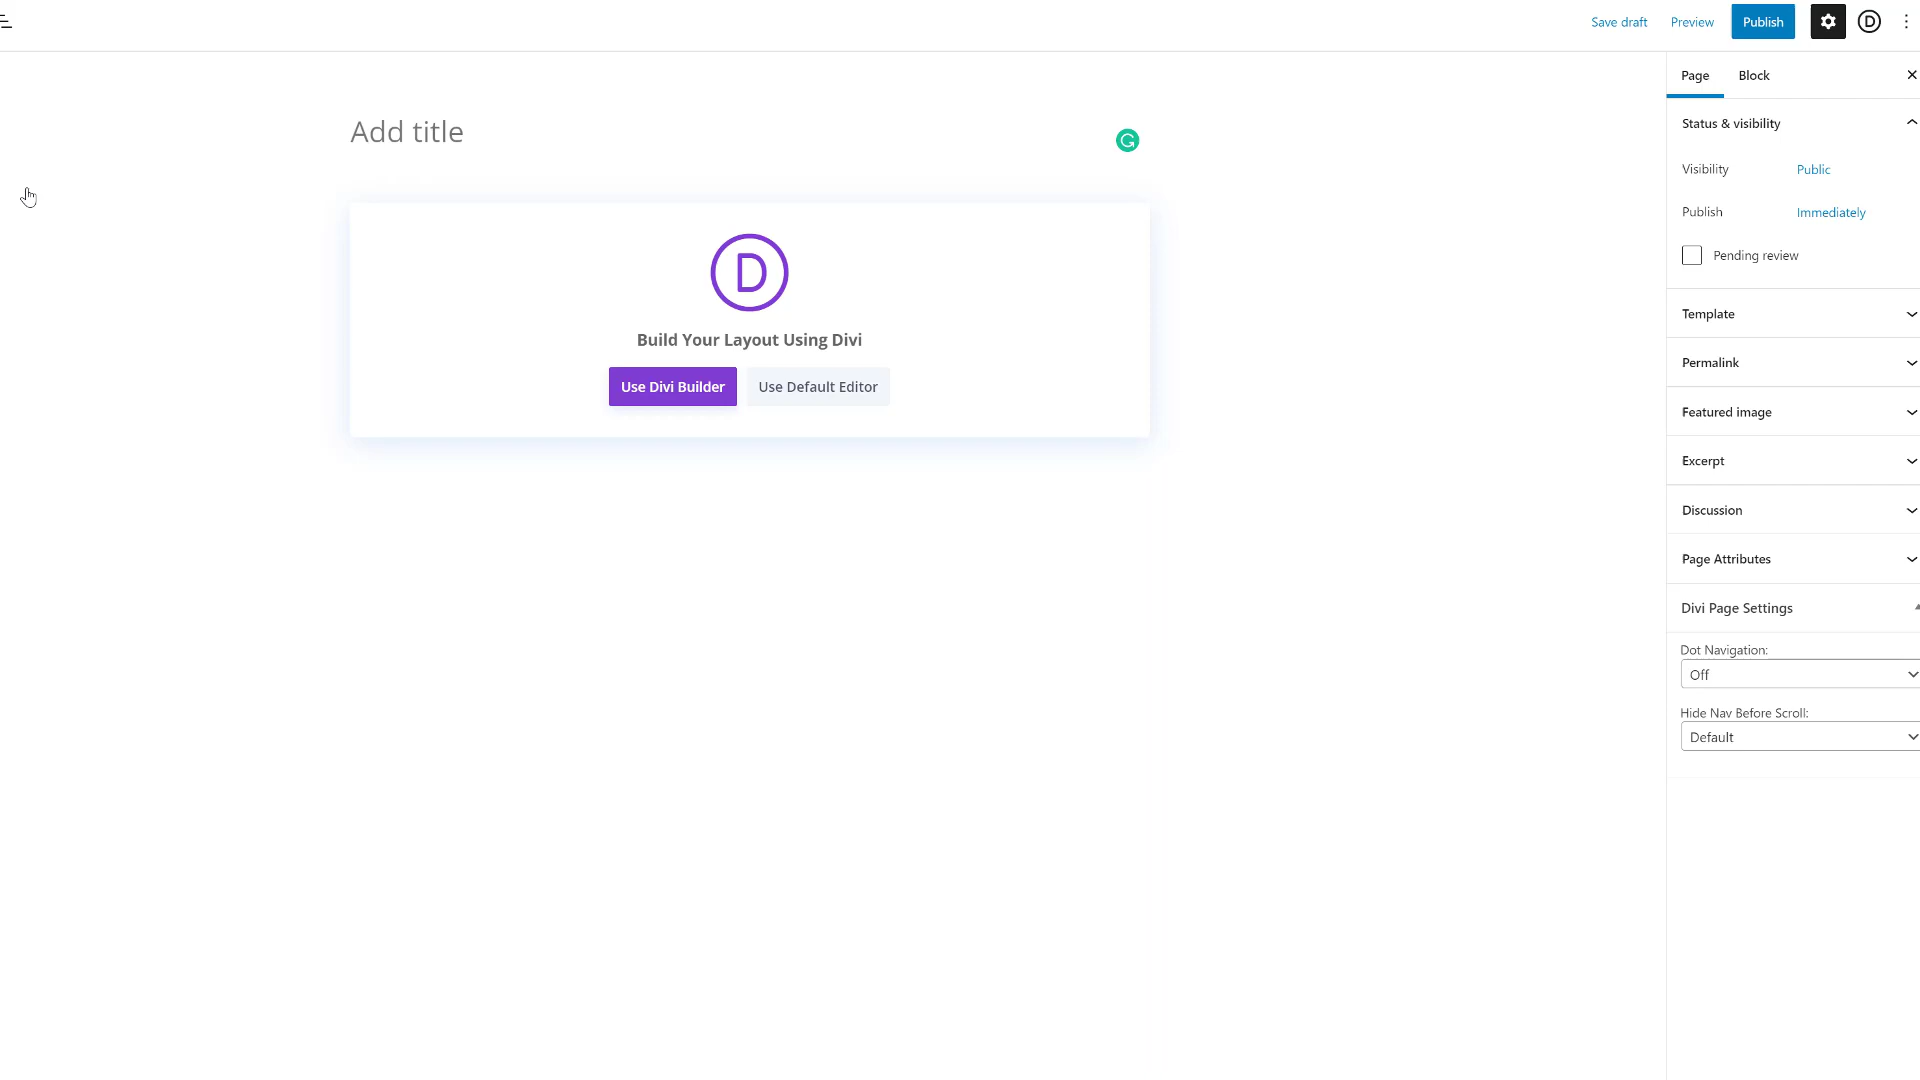 Save draft
Preview
Publish
D
Page
Block
Add title
Status & visibility
Visibility
Public
Publish
Immediately
Pending review
D
Build Your Layout Using Divi
Use Divi Builder
Use Default Editor
Template
Permalink
Featured image
Excerpt
Discussion
Page Attributes
Divi Page Settings
Dot Navigation:
Off
Hide Nav Before Scroll:
Default